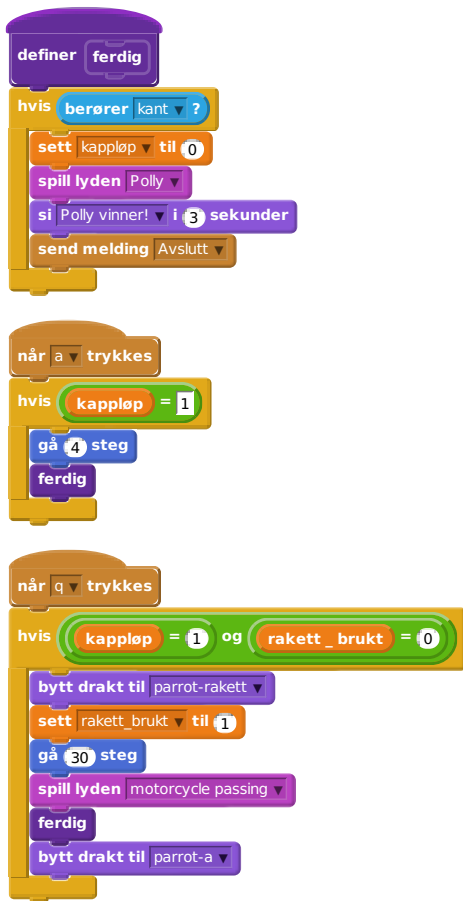 definer ferdig
hvis berører kant ▼ ?
sett kappløp ▼ til 0
spill lyden Polly ▼
si Polly vinner! ▼ i 3 sekunder
send melding Avslutt ▼
når a ▼ trykkes
hvis kappløp = 1
gå 4 steg
ferdig
når q ▼ trykkes
hvis kappløp = 1 og rakett _ brukt = 0
bytt drakt til parrot-rakett ▼
sett rakett_brukt ▼ til 1
gå 30 steg
spill lyden motorcycle passing ▼
ferdig
bytt drakt til parrot-a ▼